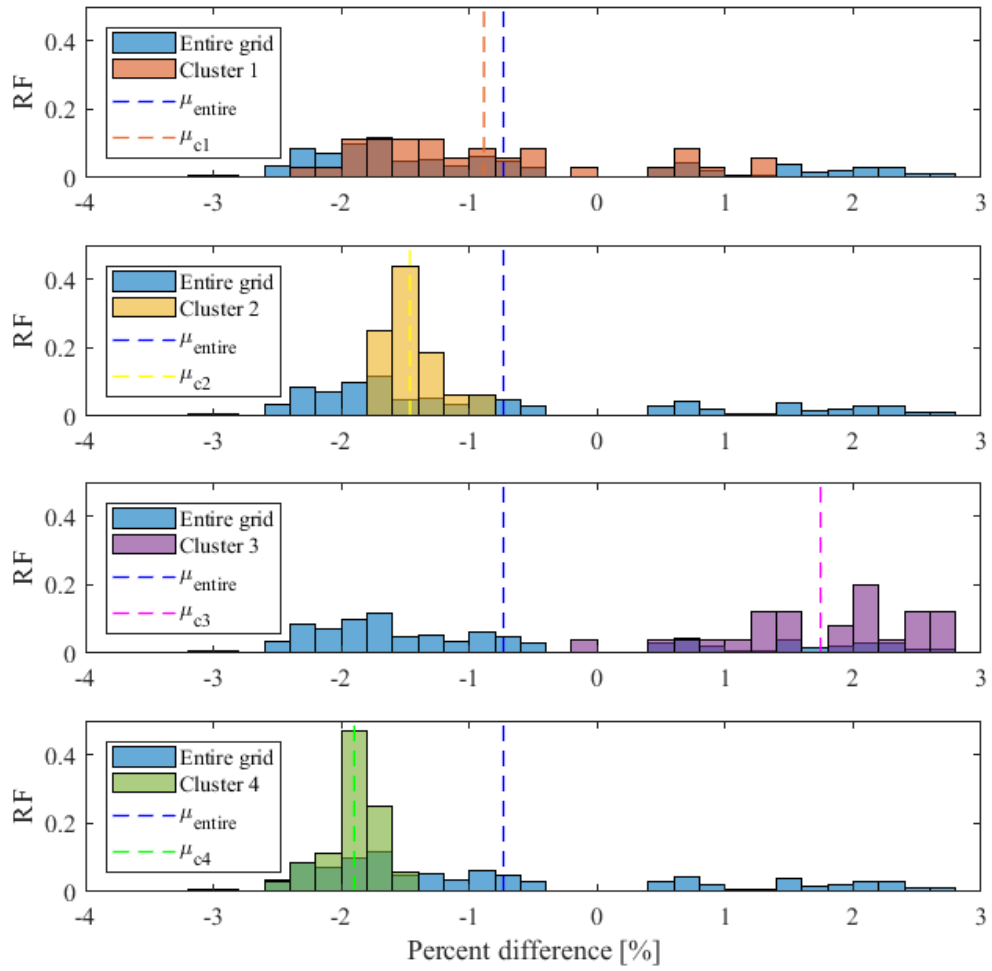 RF
0.4
0.2
0
Entire grid
Cluster 1
μentire
μc1
-4 -3 -2 -1 0 1 2 3
RF
0.4
0.2
0
Entire grid
Cluster 2
μentire
μc2
-4 -3 -2 -1 0 1 2 3
RF
0.4
0.2
0
Entire grid
Cluster 3
μentire
μc3
-4 -3 -2 -1 0 1 2 3
RF
0.4
0.2
0
Entire grid
Cluster 4
μentire
μc4
-4 -3 -2 -1 0 1 2 3
Percent difference [%]